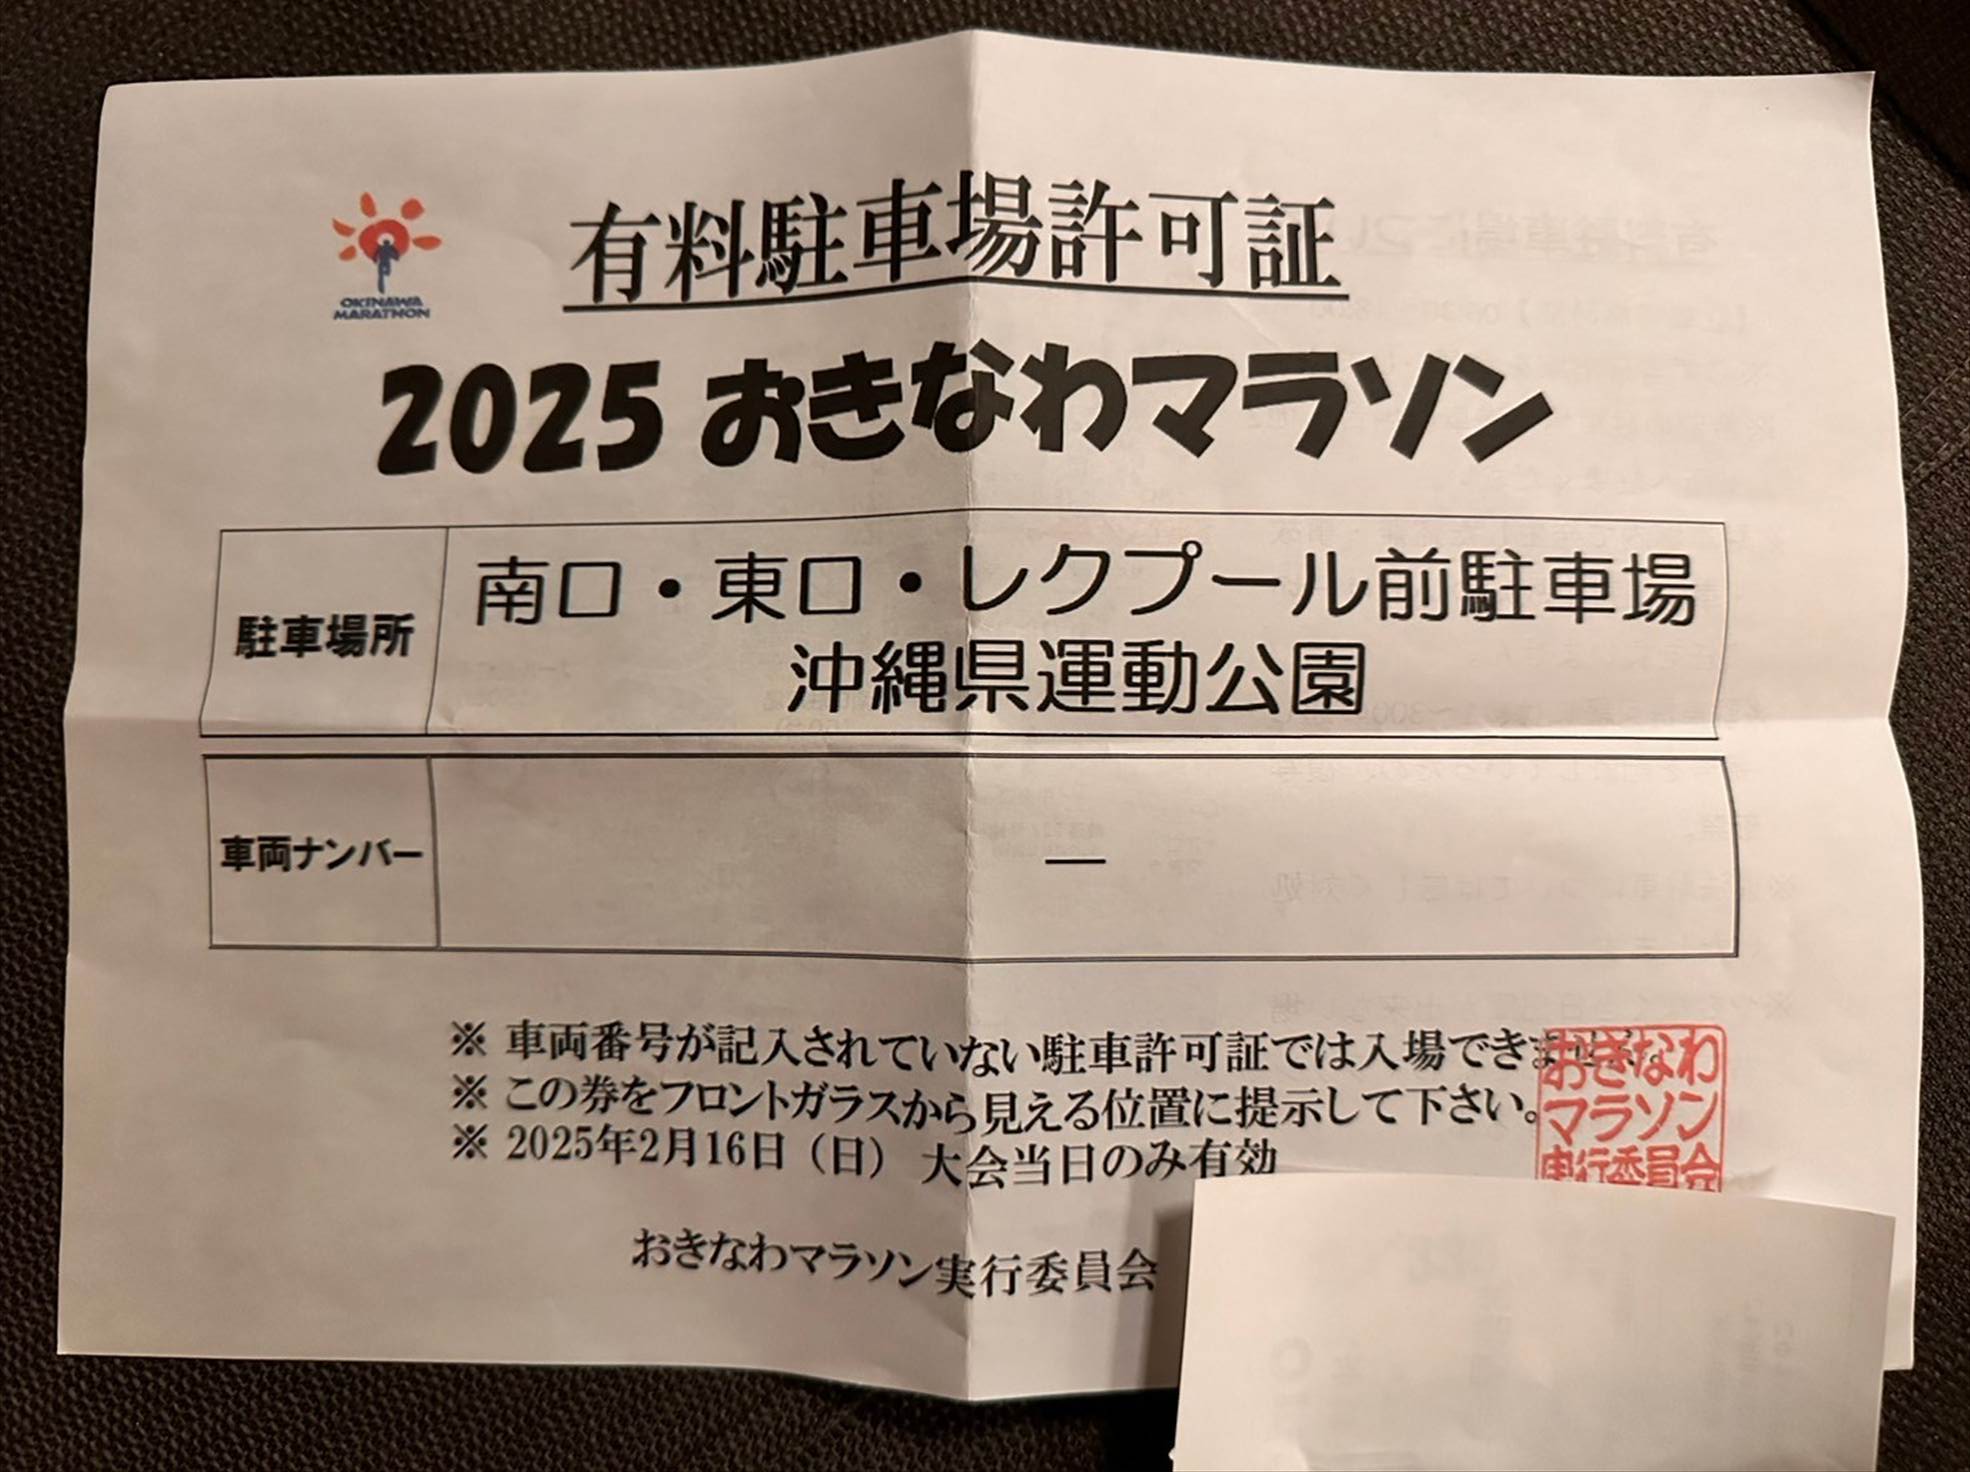 有料駐車場許可証
OKINAWA
MARATHON
2025 おきなわマラソン
駐車場所
南口・東口・レクプール前駐車場
沖縄県運動公園
車両ナンバー
―
※ 車両番号が記入されていない駐車許可証では入場できません。
※ この券をフロントガラスから見える位置に提示して下さい。
※ 2025年2月16日（日） 大会当日のみ有効
おきなわ
マラソン
実行委員会
おきなわマラソン実行委員会